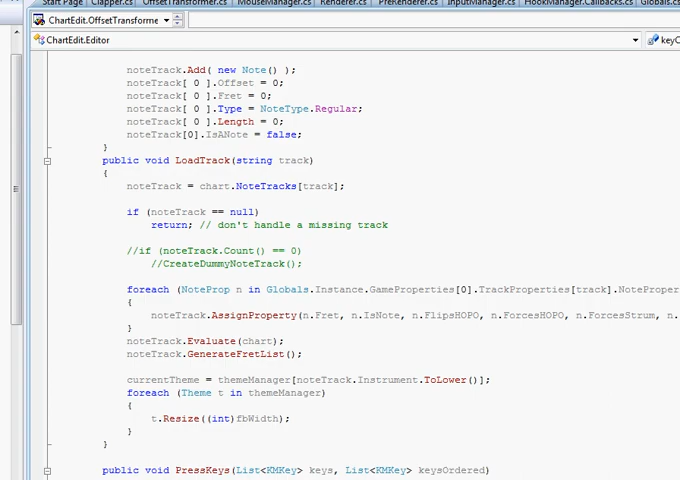 Start Page Clapper.cs OffsetTransformer.cs MouseManager.cs Renderer.cs PreRenderer.cs InputManager.cs HookManager.Callbacks.cs Globals.cs
ChartEdit.OffsetTransforme
ChartEdit.Editor keyC
noteTrack.Add( new Note() );
noteTrack[ 0 ].Offset = 0;
noteTrack[ 0 ].Fret = 0;
noteTrack[ 0 ].Type = NoteType.Regular;
noteTrack[ 0 ].Length = 0;
noteTrack[0].IsANote = false;
}
public void LoadTrack(string track)
{
noteTrack = chart.NoteTracks[track];
if (noteTrack == null)
return; // don't handle a missing track
//if (noteTrack.Count() == 0)
//CreateDummyNoteTrack();
foreach (NoteProp n in Globals.Instance.GameProperties[0].TrackProperties[track].NoteProper
{
noteTrack.AssignProperty(n.Fret, n.IsNote, n.FlipsHOPO, n.ForcesHOPO, n.ForcesStrum, n.
}
noteTrack.Evaluate(chart);
noteTrack.GenerateFretList();
currentTheme = themeManager[noteTrack.Instrument.ToLower()];
foreach (Theme t in themeManager)
{
t.Resize((int)fbWidth);
}
}
public void PressKeys(List<KMKey> keys, List<KMKey> keysOrdered)